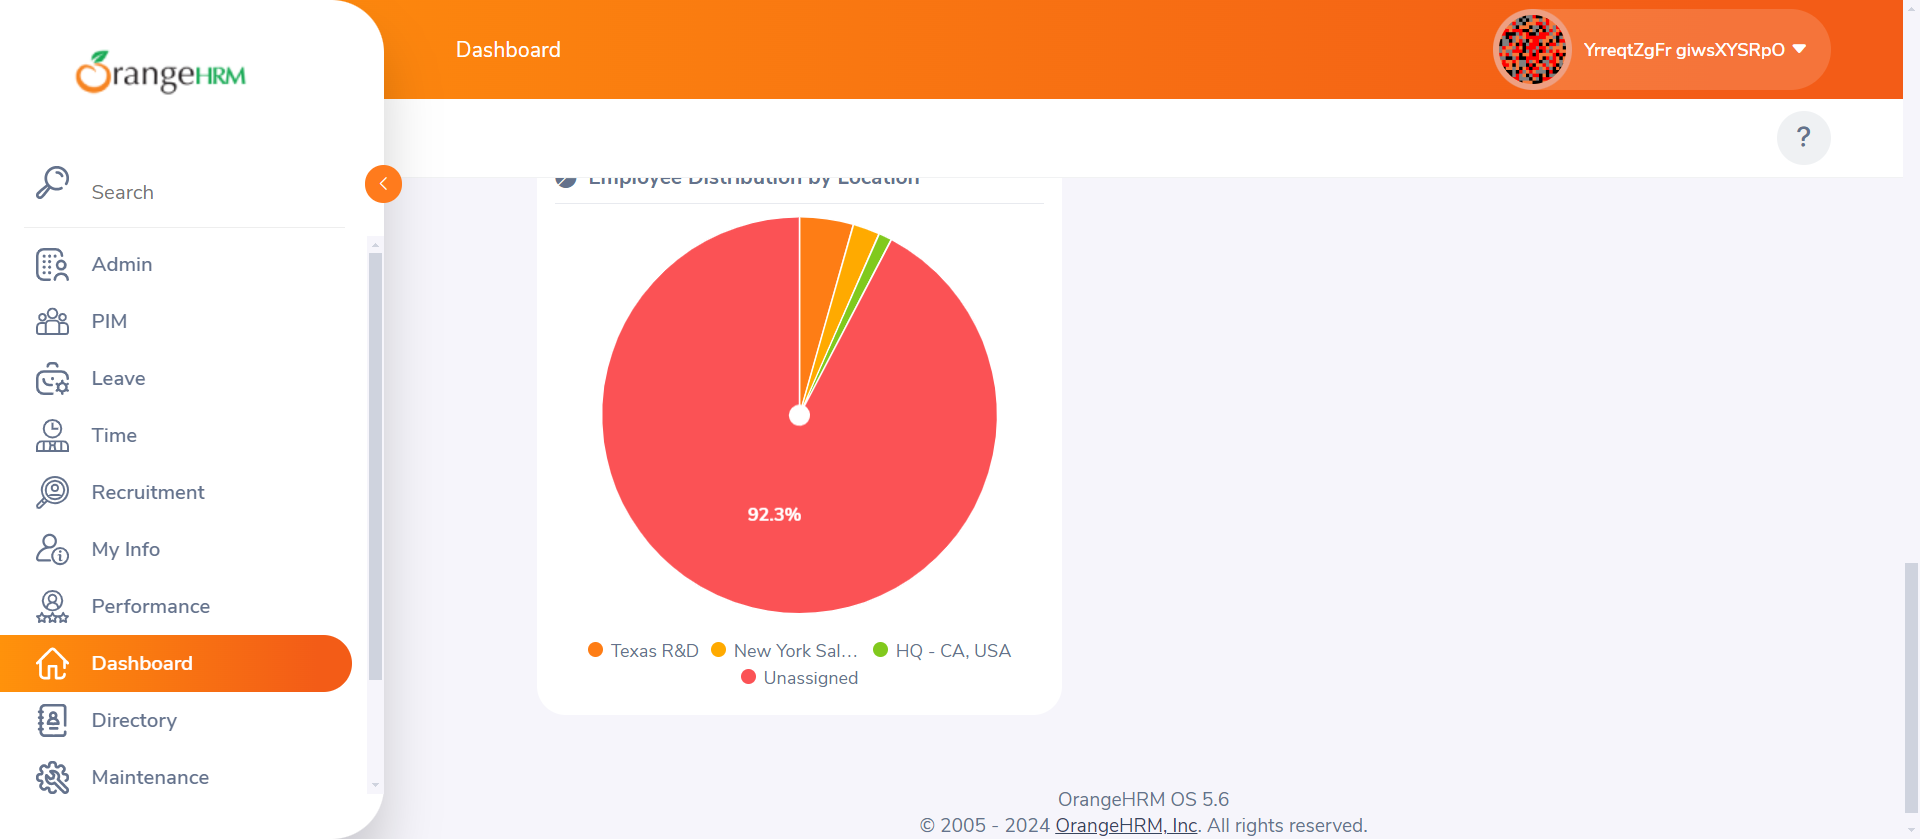 OrangeHRM
Dashboard
YrreqtZgFr giwsXYSRpO
?
Search
Admin
PIM
Leave
Time
Recruitment
My Info
Performance
Dashboard
Directory
Maintenance
Employee Distribution by Location
92.3%
Texas R&D
New York Sal...
HQ - CA, USA
Unassigned
OrangeHRM OS 5.6
© 2005 - 2024 OrangeHRM, Inc. All rights reserved.